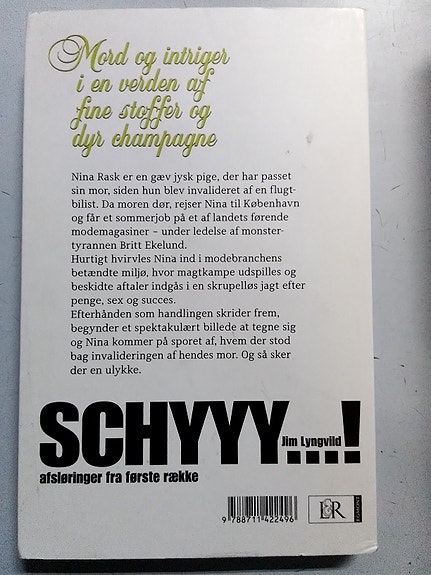 Mord og intriger
i en verden af
fine stoffer og
dyr champagne
Nina Rask er en gæv jysk pige, der har passet
sin mor, siden hun blev invalideret af en flugt-
bilist. Da moren dør, rejser Nina til København
og får et sommerjob på et af landets førende
modemagasiner – under ledelse af monster-
tyrannen Britt Ekelund.
Hurtigt hvirvles Nina ind i modebranchens
betændte miljø, hvor magtkampe udspilles og
beskidte aftaler indgås i en skrupelløs jagt efter
penge, sex og succes.
Efterhånden som handlingen skrider frem,
begynder et spektakulært billede at tegne sig
og Nina kommer på sporet af, hvem der stod
bag invalideringen af hendes mor. Og så sker
der en ulykke.
SCHYYY...!
Jim Lyngvild
afsløringer fra første række
9 788711 422496
L&R
EGMONT